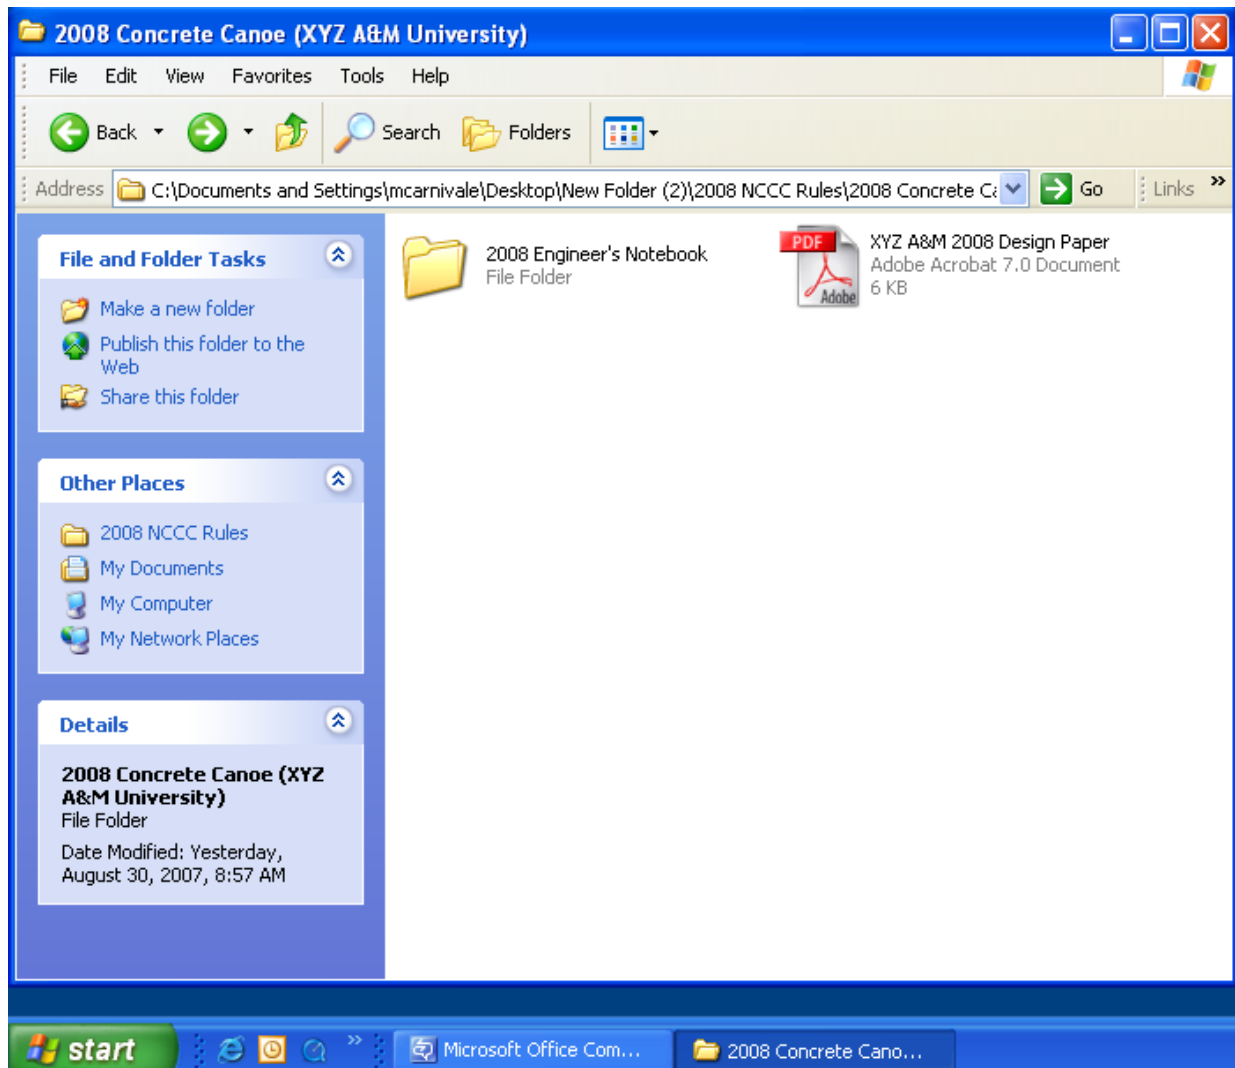 2008 Concrete Canoe (XYZ A&M University)
File Edit View Favorites Tools Help
Back Search Folders
Address C:\Documents and Settings\mcarnivale\Desktop\New Folder (2)\2008 NCCC Rules\2008 Concrete Ca Go Links »
File and Folder Tasks
Make a new folder
Publish this folder to the
Web
Share this folder
Other Places
2008 NCCC Rules
My Documents
My Computer
My Network Places
Details
2008 Concrete Canoe (XYZ
A&M University)
File Folder
Date Modified: Yesterday,
August 30, 2007, 8:57 AM
2008 Engineer's Notebook
File Folder
PDF
Adobe
XYZ A&M 2008 Design Paper
Adobe Acrobat 7.0 Document
6 KB
start » Microsoft Office Com... 2008 Concrete Cano...